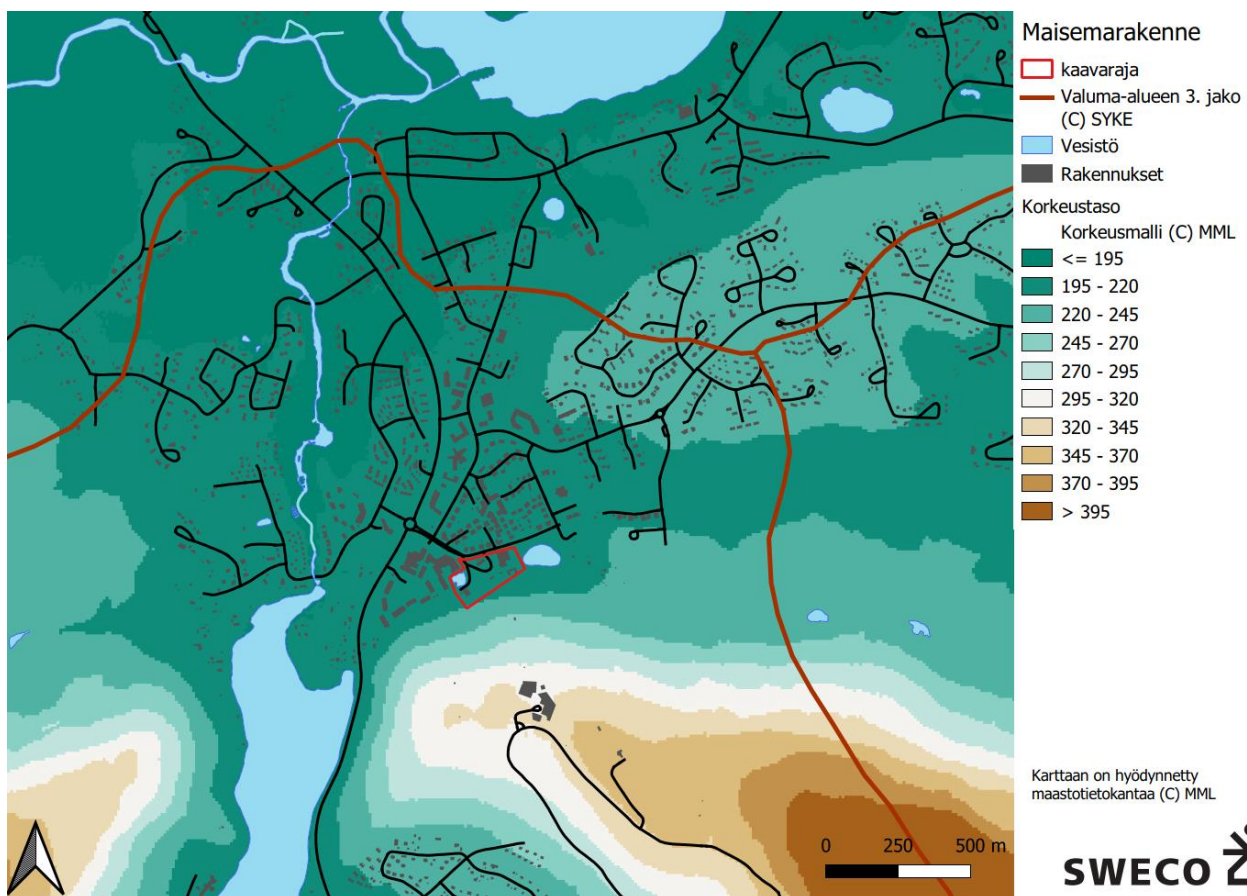 Maisemarakenne
kaavaraja
Valuma-alueen 3. jako
(C) SYKE
Vesistö
Rakennukset
Korkeustaso
Korkeusmalli (C) MML
<= 195
195 - 220
220 - 245
245 - 270
270 - 295
295 - 320
320 - 345
345 - 370
370 - 395
> 395
Karttaan on hyödynnetty
maastotietokantaa (C) MML
0 250 500 m
SWECO